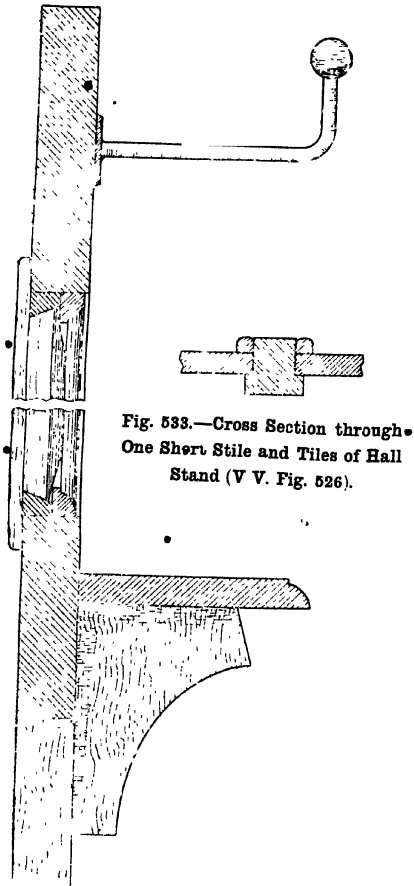 Fig. 533.—Cross Section through
One Short Stile and Tiles of Hall
Stand (V V. Fig. 526).